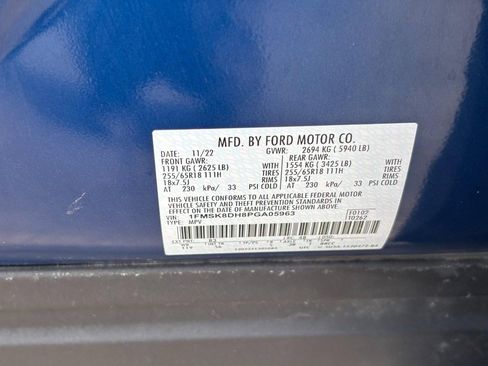 MFD. BY FORD MOTOR CO.
DATE: 11/22 GVWR: 2694 KG ( 5940 LB)
FRONT GAWR: REAR GAWR:
1191 KG ( 2625 LB) WITH 1554 KG ( 3425 LB) WITH
255/65R18 111H TIRES 255/65R18 111H TIRES
18x7.5J RIMS 18x7.5J RIMS
AT 230 kPa/ 33 PSI COLD AT 230 kPa/ 33 PSI COLD
THIS VEHICLE CONFORMS TO ALL APPLICABLE FEDERAL MOTOR
VEHICLE SAFETY AND BUMPER STANDARDS IN EFFECT ON THE DATE OF MANUFACTURE
SHOWN ABOVE.
VIN: 1FMSK8DH8PGA05963 F0102
TYPE: MPV T0262